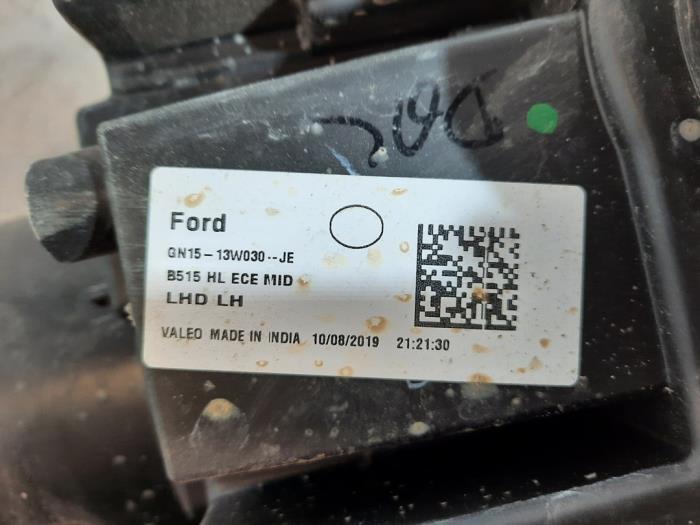 Ford
GN15-13W030--JE
B515 HL ECE MID
LHD LH
VALEO MADE IN INDIA 10/08/2019 21:21:30